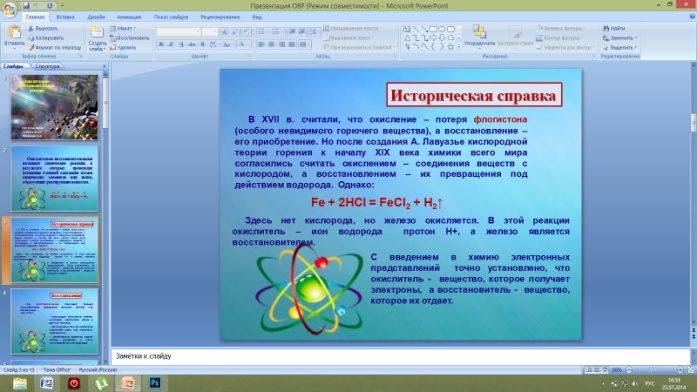 Презентация ОВР [Режим совместимости] - Microsoft PowerPoint
Главная Вставка Дизайн Анимация Показ слайдов Рецензирование Вид
Вставить
Вырезать
Копировать
Формат по образцу
Буфер обмена
Создать слайд
Макет
Восстановить
Удалить
Слайды
Шрифт
Направление текста
Выровнять текст
Преобразовать в SmartArt
Абзац
Упорядочить
Экспресс-стили
Заливка фигуры
Контур фигуры
Эффекты для фигур
Рисование
Найти
Заменить
Выделить
Редактирование
Слайды Структура
Историческая справка
В XVII в. считали, что окисление – потеря флогистона
(особого невидимого горючего вещества), а восстановление –
его приобретение. Но после создания А. Лавуазье кислородной
теории горения к началу XIX века химики всего мира
согласились считать окислением – соединения веществ с
кислородом, а восстановлением – их превращения под
действием водорода. Однако:
Fe + 2HCl = FeCl₂ + H₂↑
Здесь нет кислорода, но железо окисляется. В этой реакции
окислитель – ион водорода протон H+, а железо является
восстановителем.
С введением в химию электронных
представлений точно установлено, что
окислитель - вещество, которое получает
электроны, а восстановитель - вещество,
которое их отдает.
Заметки к слайду
Слайд 3 из 13 "Тема Office" Русский (Россия)
РУС
16:54
23.07.2014